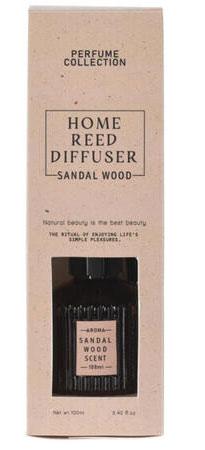 PERFUME
COLLECTION
HOME
REED
DIFFUSER
SANDAL WOOD
Natural beauty is the best beauty
THE RITUAL OF ENJOYING LIFE'S
SIMPLE PLEASURES.
AROMA
SANDAL
WOOD
SCENT
100ml
Net wt 100ml 3.40 fl.oz